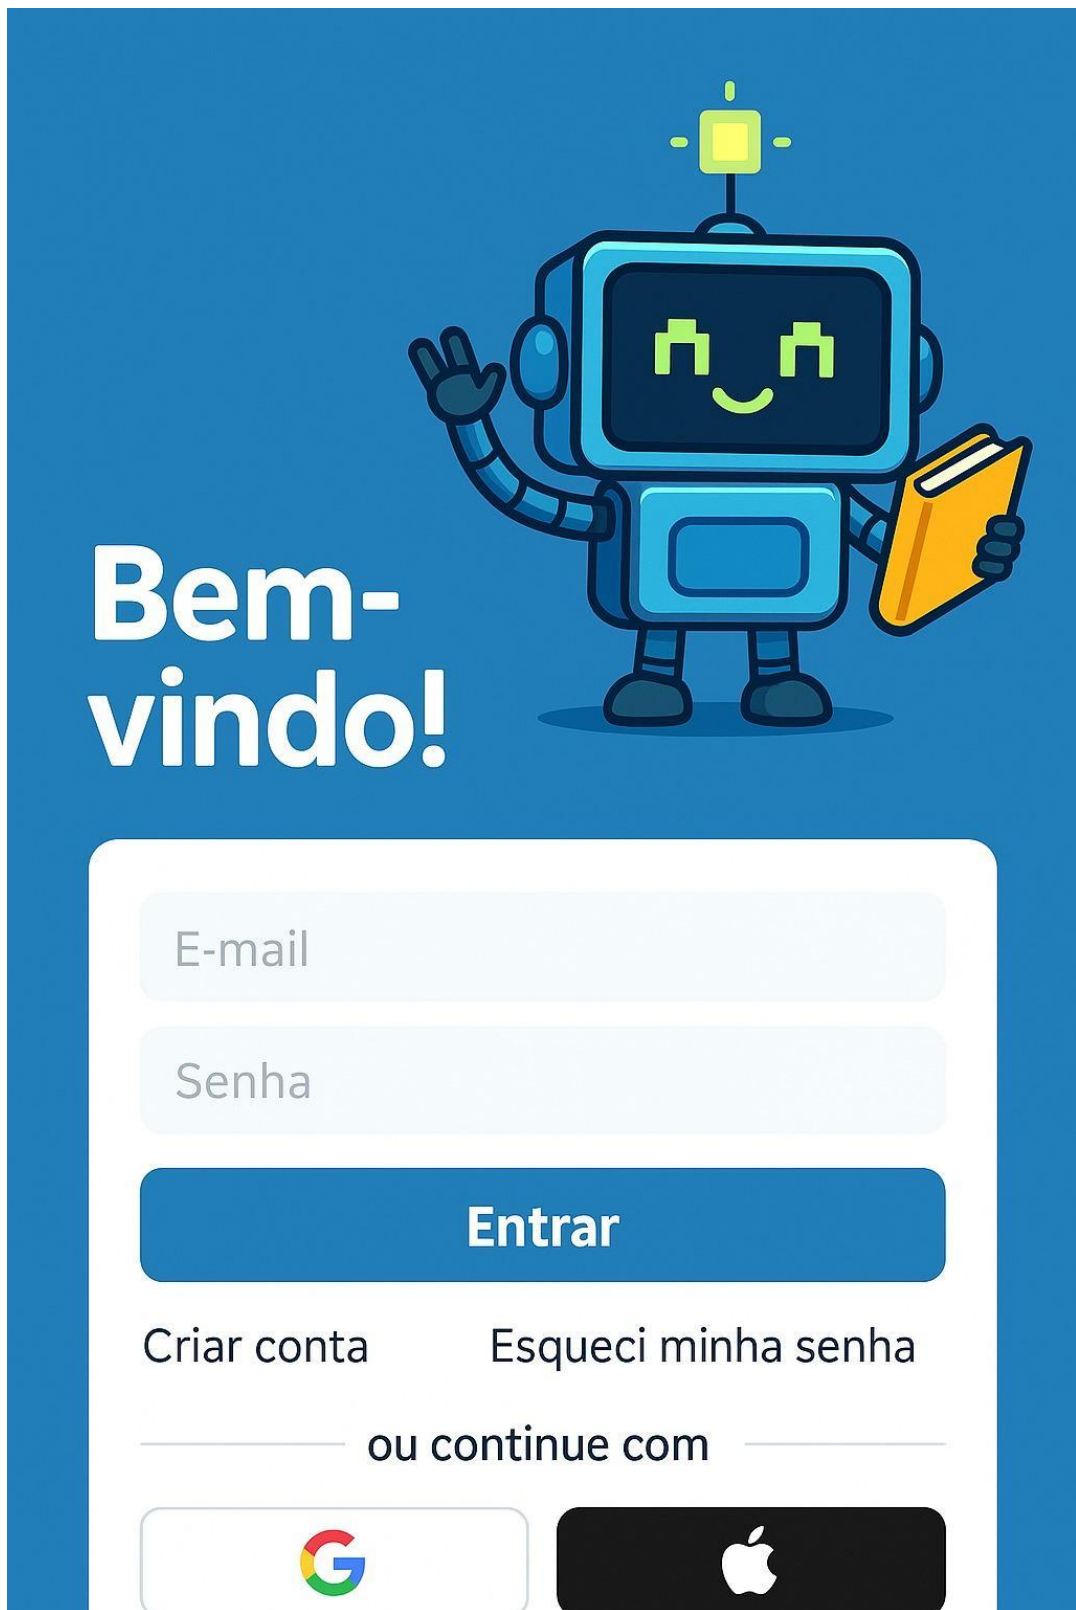 Bem-
vindo!
E-mail
Senha
Entrar
Criar conta
Esqueci minha senha
ou continue com